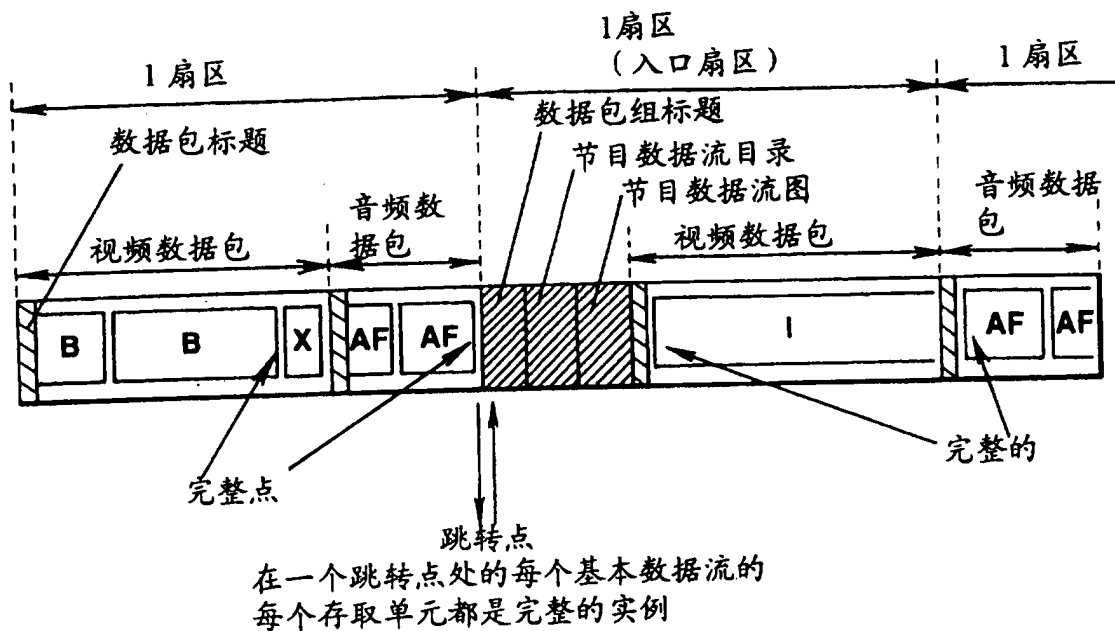 1扇区
1扇区
（入口扇区）
1扇区
数据包标题
数据包组标题
节目数据流目录
节目数据流图
视频数据包
音频数
据包
视频数据包
音频数据
包
B
B
X
AF
AF
I
AF
AF
完整点
完整的
跳转点
在一个跳转点处的每个基本数据流的
每个存取单元都是完整的实例